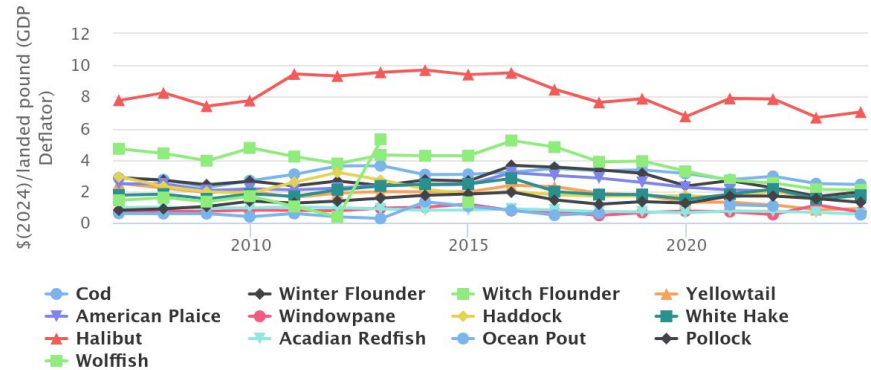 $(2024)/landed pound (GDP
Deflator)
12
10
8
6
4
2
0
2010 2015 2020
Cod Winter Flounder Witch Flounder Yellowtail
American Plaice Windowpane Haddock White Hake
Halibut Acadian Redfish Ocean Pout Pollock
Wolffish